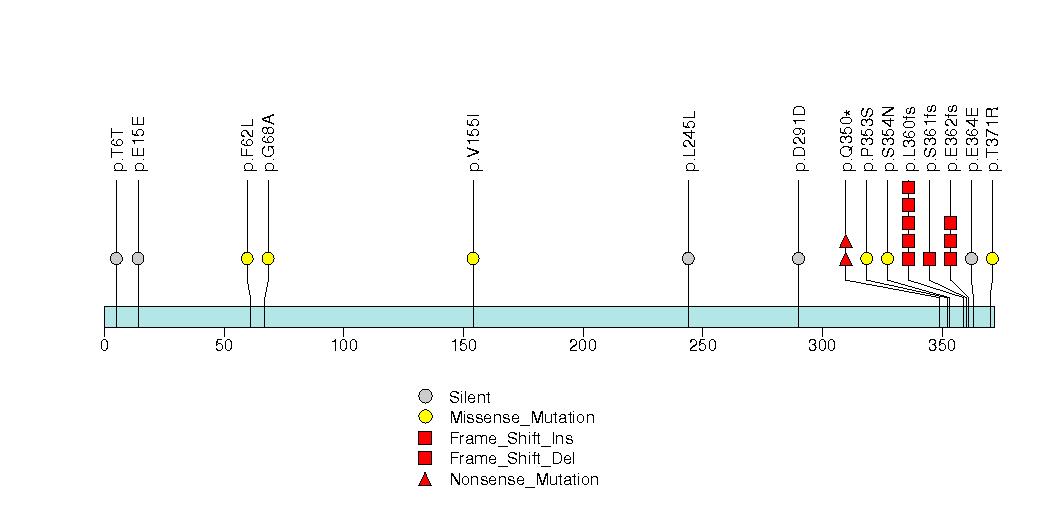 p.T6T
p.E15E
p.F62L
p.G68A
p.V155I
p.L245L
p.D291D
p.Q350*
p.P353S
p.S354N
p.L360fs
p.S361fs
p.E362fs
p.E364E
p.T371R
0 50 100 150 200 250 300 350
Silent
Missense_Mutation
Frame_Shift_Ins
Frame_Shift_Del
Nonsense_Mutation